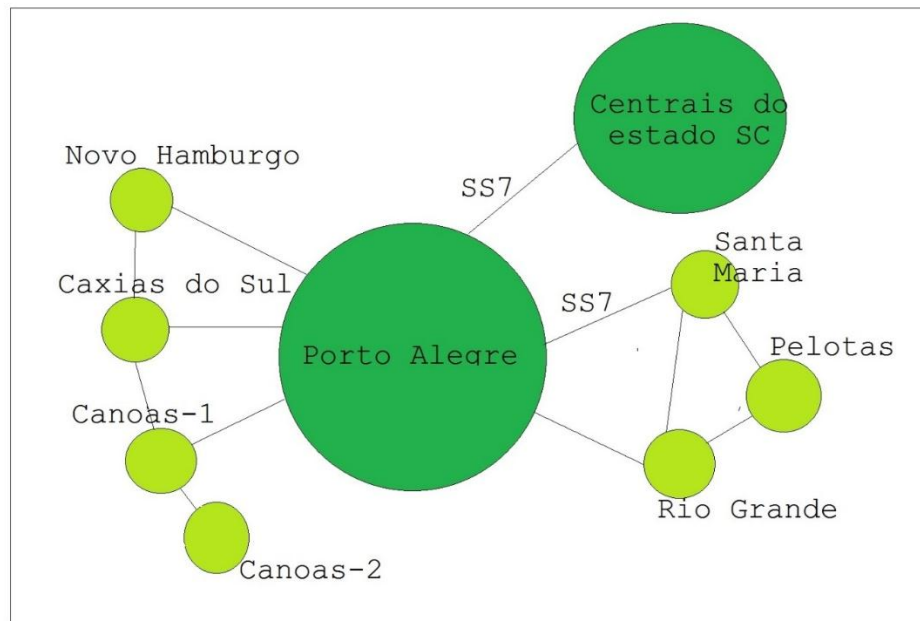 Centrais do
estado SC
Novo Hamburgo
SS7
Santa
Maria
Caxias do Sul
SS7
Porto Alegre
Pelotas
Canoas-1
Rio Grande
Canoas-2